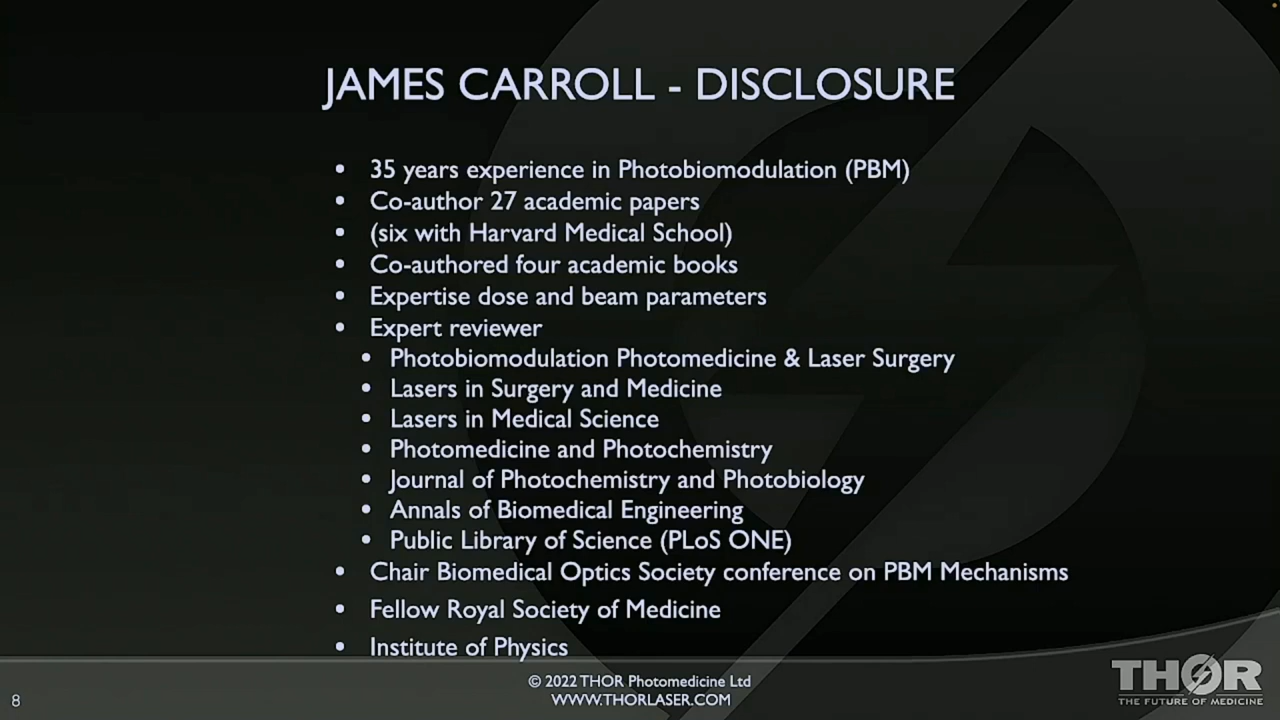 JAMES CARROLL - DISCLOSURE
• 35 years experience in Photobiomodulation (PBM)
• Co-author 27 academic papers
• (six with Harvard Medical School)
• Co-authored four academic books
• Expertise dose and beam parameters
• Expert reviewer
• Photobiomodulation Photomedicine & Laser Surgery
• Lasers in Surgery and Medicine
• Lasers in Medical Science
• Photomedicine and Photochemistry
• Journal of Photochemistry and Photobiology
• Annals of Biomedical Engineering
• Public Library of Science (PLoS ONE)
• Chair Biomedical Optics Society conference on PBM Mechanisms
• Fellow Royal Society of Medicine
• Institute of Physics
© 2022 THOR Photomedicine Ltd
WWW.THORLASER.COM
THOR
THE FUTURE OF MEDICINE
8